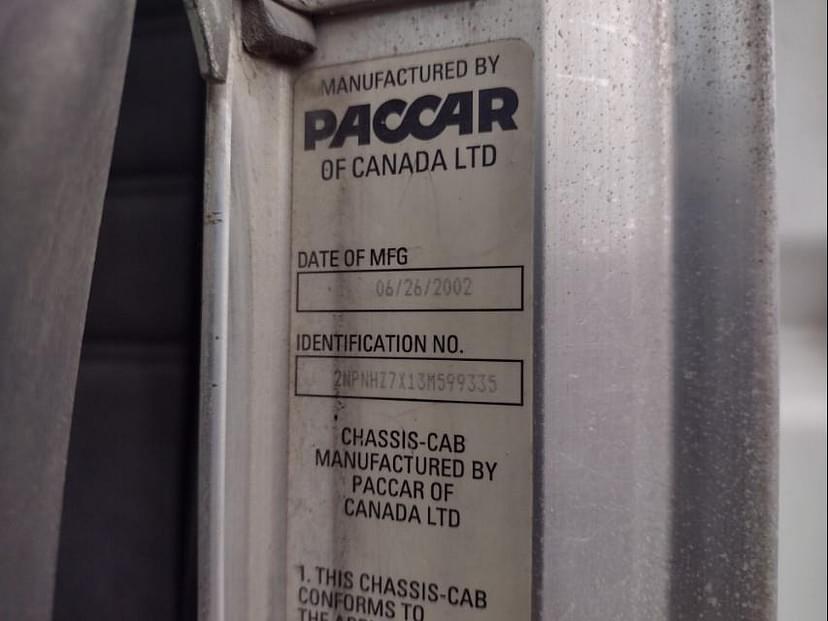 MANUFACTURED BY
PACCAR
OF CANADA LTD
DATE OF MFG
06/26/2002
IDENTIFICATION NO.
2NPNHZ7X13M599335
CHASSIS-CAB
MANUFACTURED BY
PACCAR OF
CANADA LTD
1. THIS CHASSIS-CAB
CONFORMS TO
THE